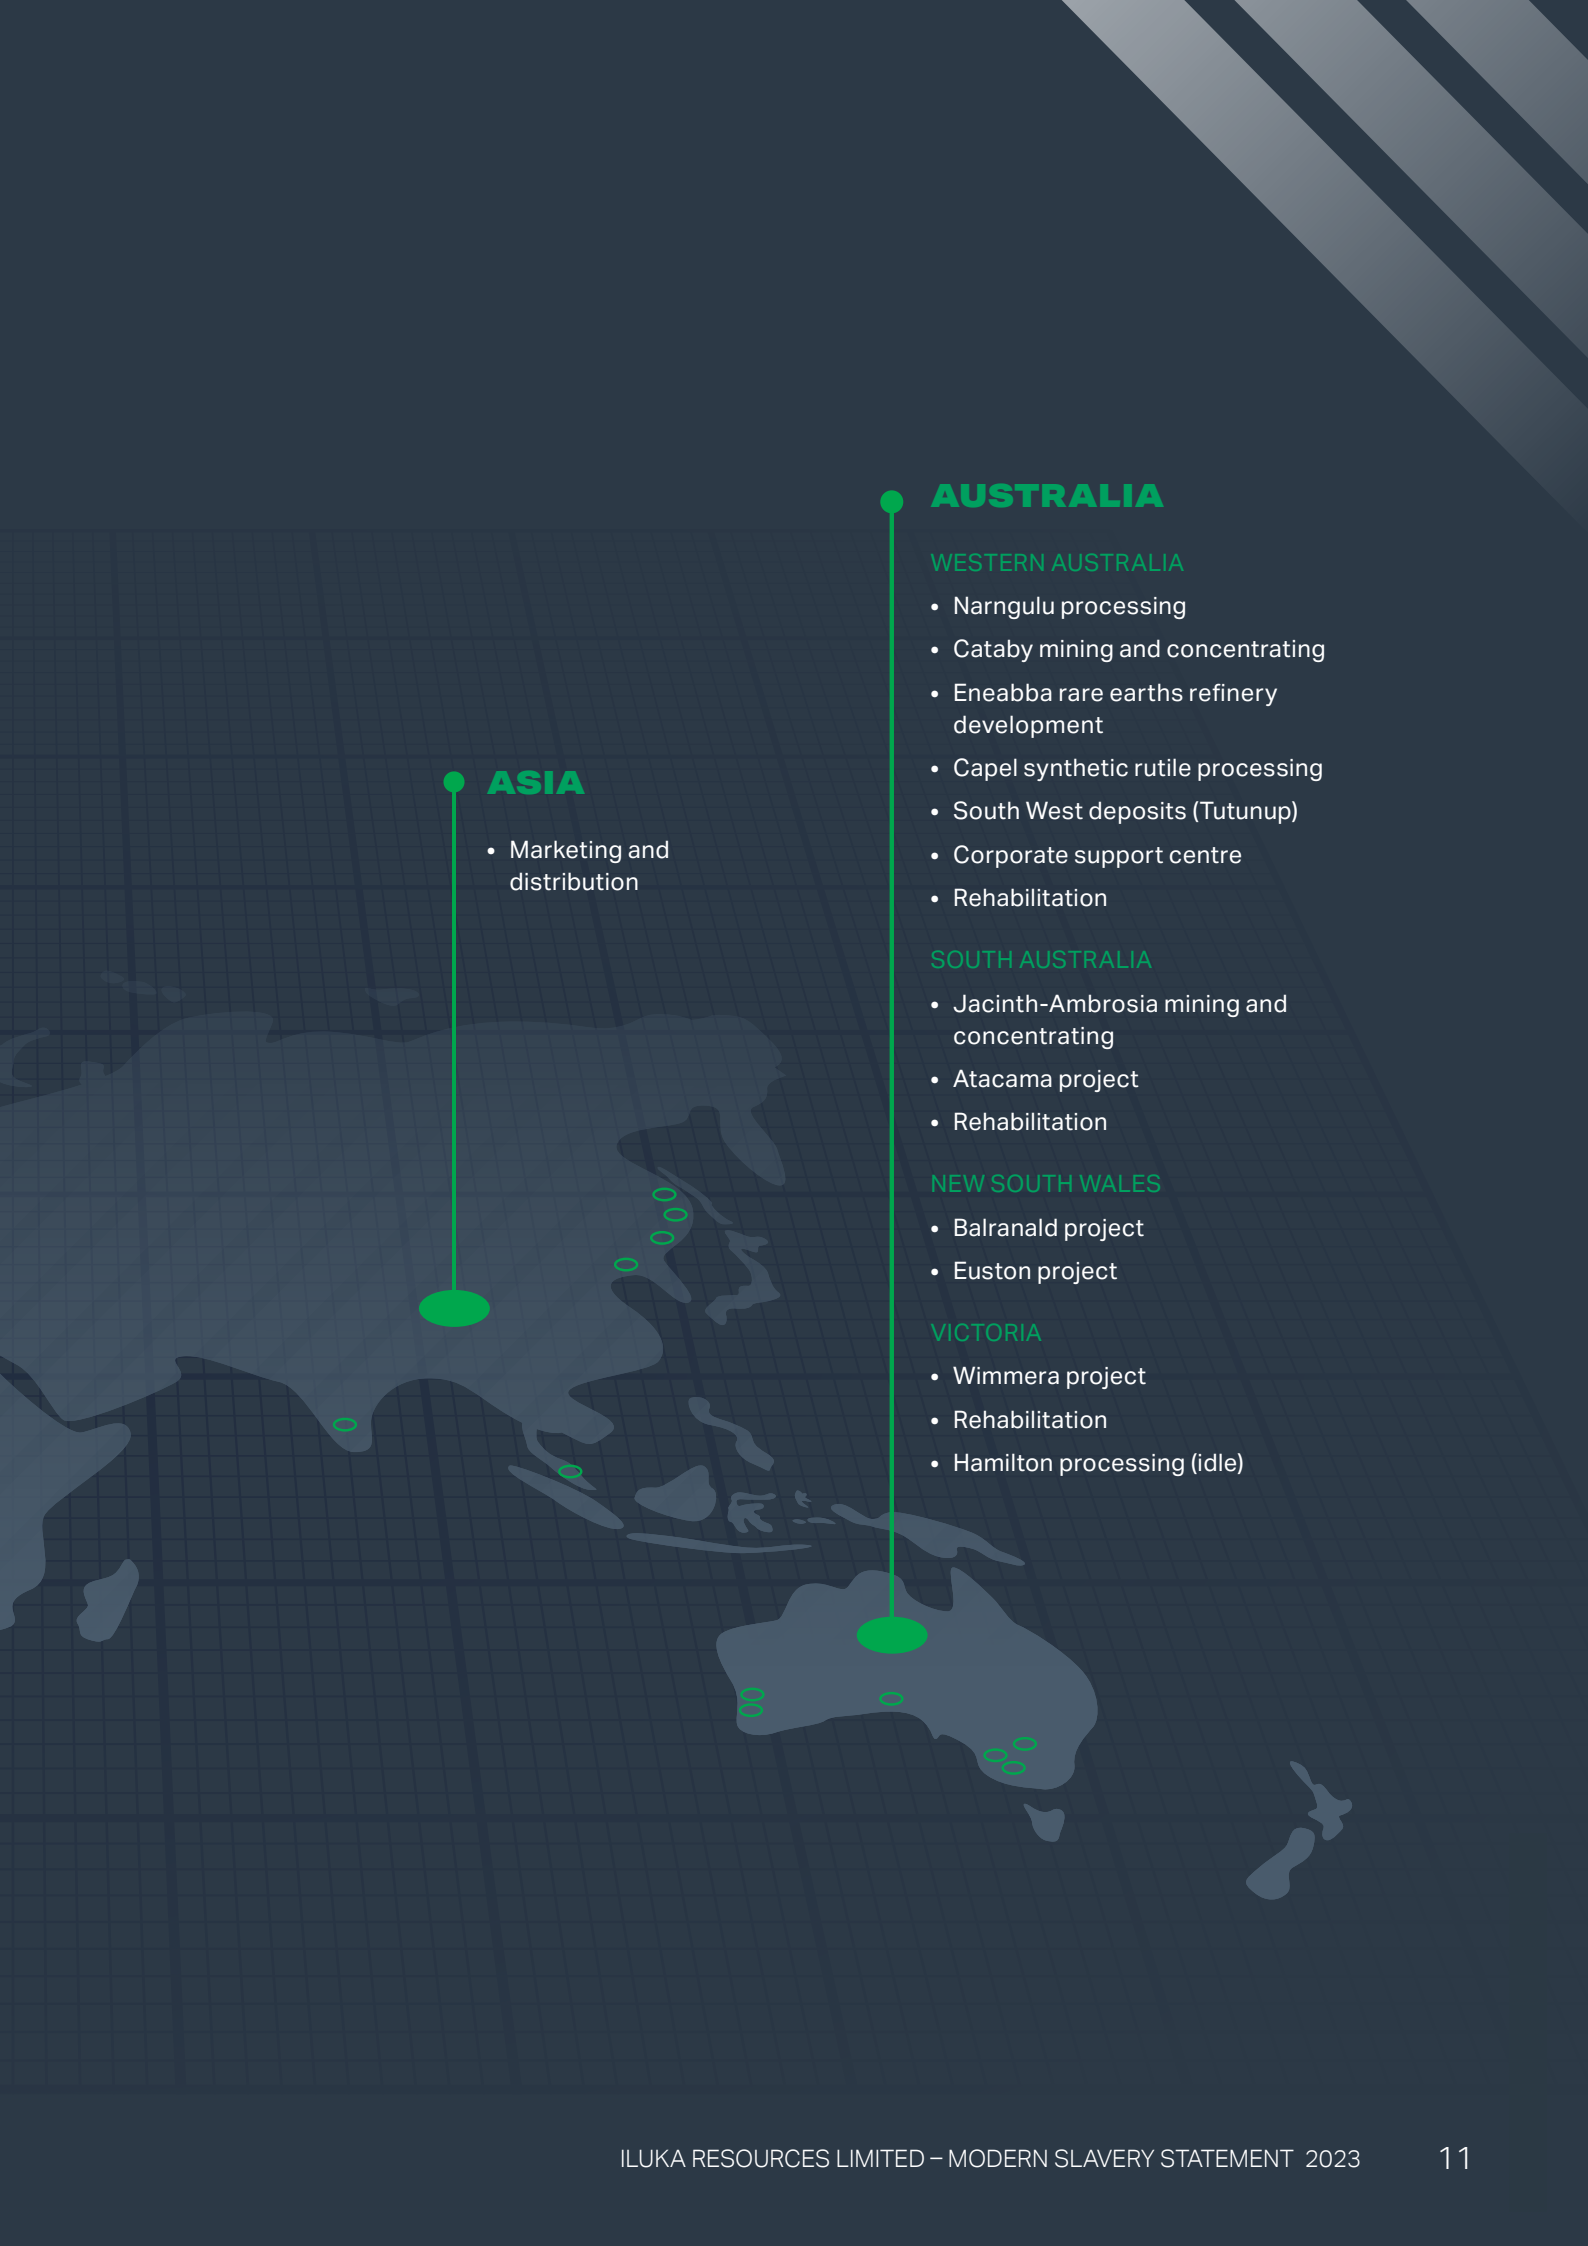 AUSTRALIA
WESTERN AUSTRALIA
• Narngulu processing
• Cataby mining and concentrating
• Eneabba rare earths refinery
development
• Capel synthetic rutile processing
• South West deposits (Tutunup)
• Corporate support centre
• Rehabilitation
SOUTH AUSTRALIA
• Jacinth-Ambrosia mining and
concentrating
• Atacama project
• Rehabilitation
NEW SOUTH WALES
• Balranald project
• Euston project
VICTORIA
• Wimmera project
• Rehabilitation
• Hamilton processing (idle)
ASIA
• Marketing and
distribution
ILUKA RESOURCES LIMITED – MODERN SLAVERY STATEMENT 2023 11